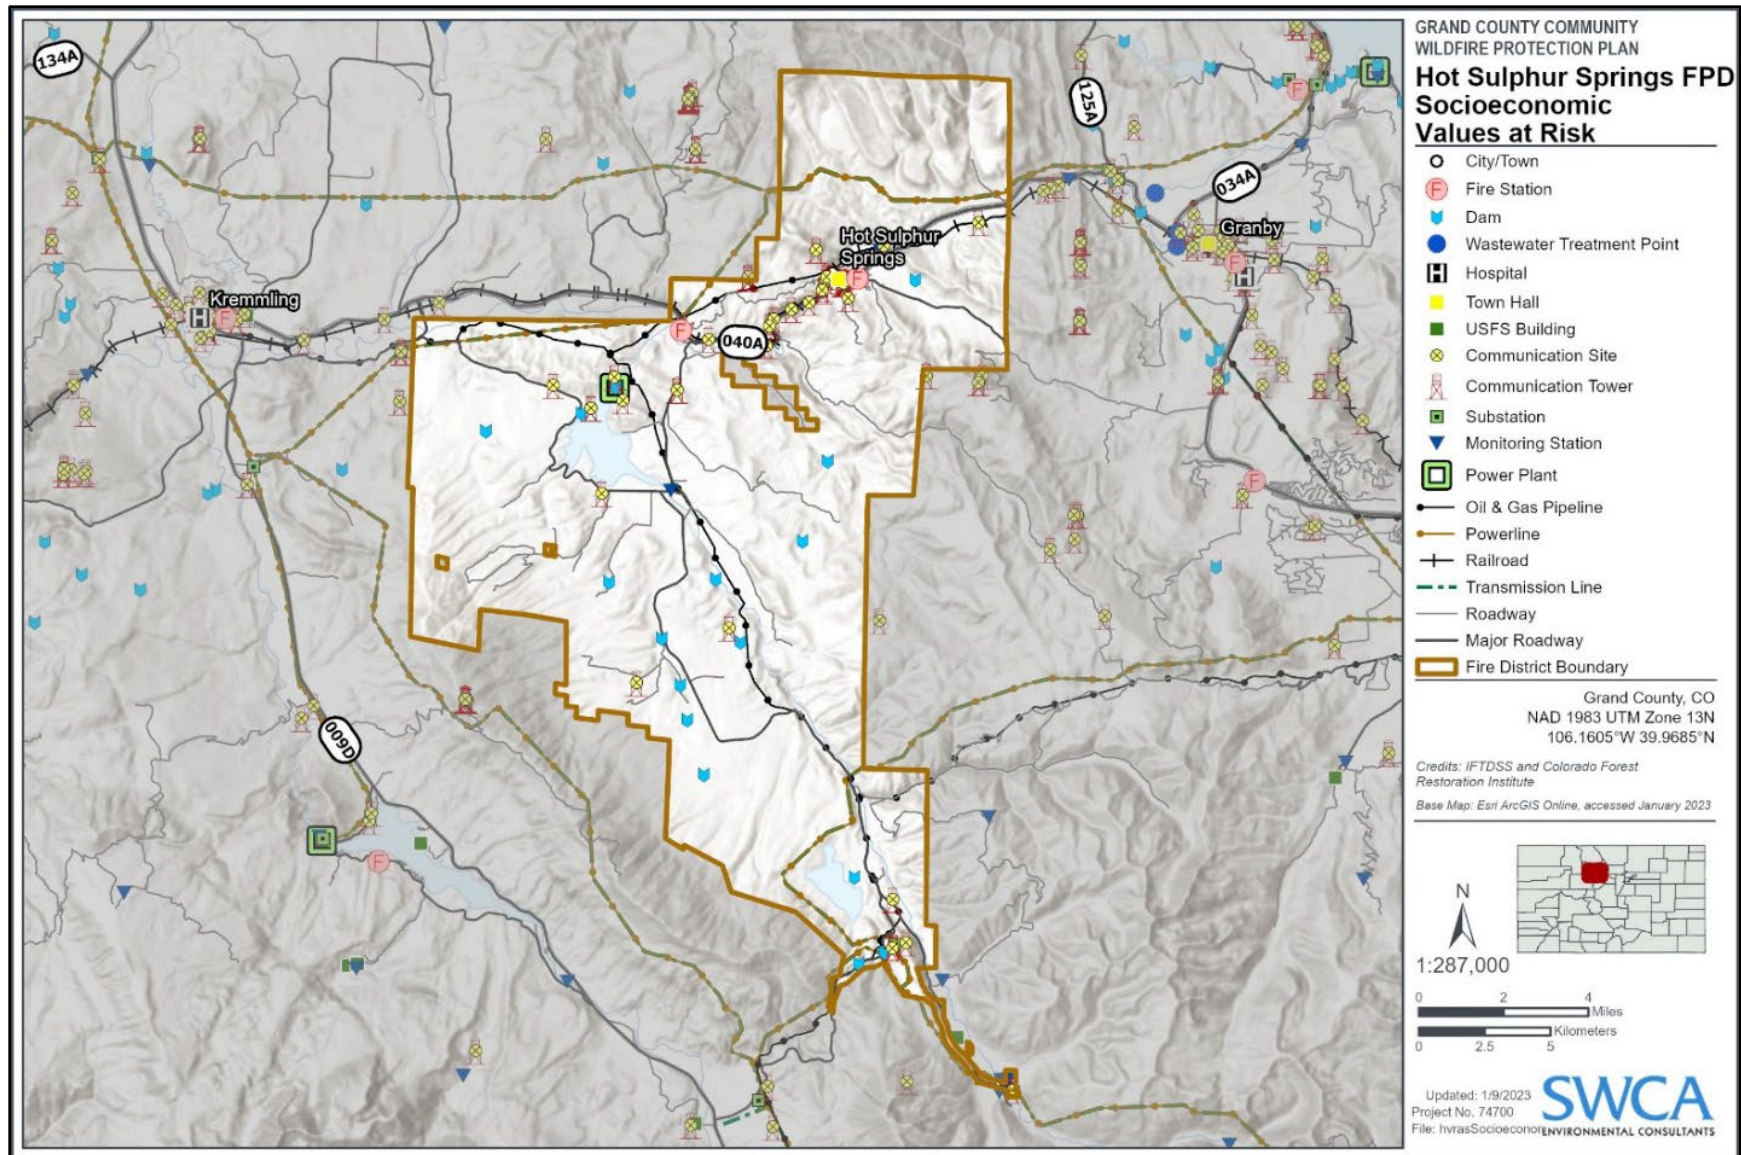 GRAND COUNTY COMMUNITY
WILDFIRE PROTECTION PLAN
Hot Sulphur Springs FPD
Socioeconomic
Values at Risk
City/Town
F Fire Station
Dam
Wastewater Treatment Point
H Hospital
Town Hall
USFS Building
Communication Site
Communication Tower
Substation
Monitoring Station
Power Plant
Oil & Gas Pipeline
Powerline
Railroad
Transmission Line
Roadway
Major Roadway
Fire District Boundary
Grand County, CO
NAD 1983 UTM Zone 13N
106.1605°W 39.9685°N
Credits: IFTDSS and Colorado Forest
Restoration Institute
Base Map: Esri ArcGIS Online, accessed January 2023
N
1:287,000
0 2 4
Miles
Kilometers
0 2.5 5
Updated: 1/9/2023
Project No. 74700
File: hvrasSocioeconor
SWCA
ENVIRONMENTAL CONSULTANTS
134A
125A
034A
F
Granby
F
H
Hot Sulphur
Springs
F
Kremmling
H F
F
040A
F
009D
F